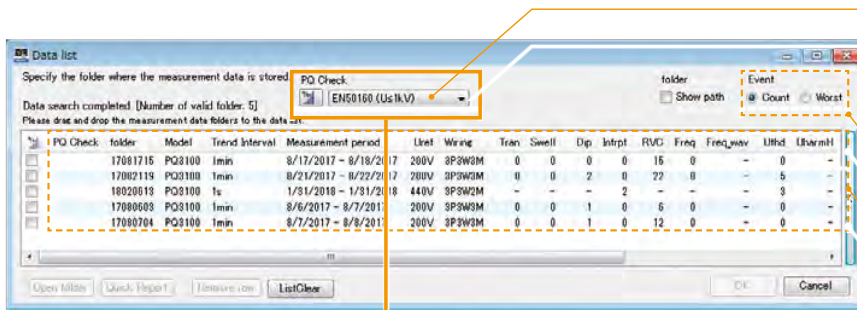 Data list
Specify the folder where the measurement data is stored.
PQ Check
EN50160 (U≤1kV)
folder
Show path
Event
Count Worst
Data search completed. [Number of valid folder. 5]
Please drag and drop the measurement data folders to the data list.
PQ Check folder Model Trend Interval Measurement period Uref Wiring Tran Swell Dip Intrpt RVC Freq Freq_wav Uthd UharmH
17081715 PQ3100 1min 8/17/2017 - 8/18/2017 200V 3P3W3M 0 0 0 0 15 0 - 0 -
17082119 PQ3100 1min 8/21/2017 - 8/22/2017 200V 3P3W3M 0 0 0 0 22 0 - 5 -
18020613 PQ3100 1s 1/31/2018 - 1/31/2018 440V 3P3W2M - - - 2 - - - 3 -
17080603 PQ3100 1min 8/6/2017 - 8/7/2017 200V 3P3W3M 0 0 1 0 6 0 - 0 -
17080704 PQ3100 1min 8/7/2017 - 8/8/2017 200V 3P3W3M 0 0 1 0 12 0 - 0 -
Open folder Quick Report Remove row ListClear OK Cancel